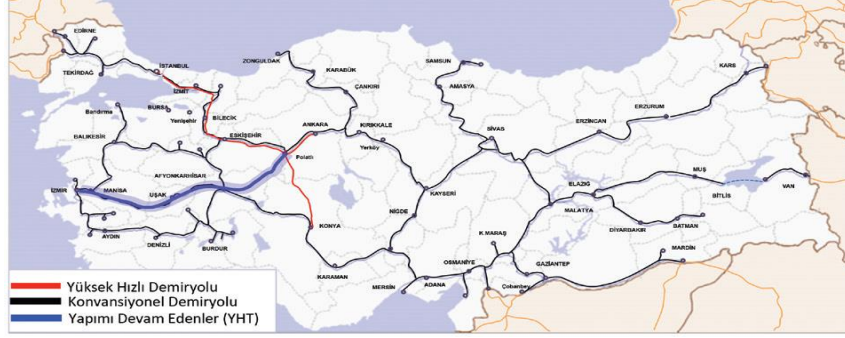 EDİRNE
TEKİRDAĞ
İSTANBUL
İZMİT
ZONGULDAK
KARABÜK
ÇANKIRI
SAMSUN
AMASYA
KARS
Bandırma
BURSA
Yenişehir
BİLECİK
ESKİŞEHİR
ANKARA
KIRIKKALE
Yerköy
SİVAS
ERZİNCAN
ERZURUM
BALIKESİR
Polatlı
AFYONKARAHİSAR
İZMİR
MANİSA
UŞAK
KAYSERİ
ELAZIĞ
MUŞ
BİTLİS
VAN
MALATYA
DİYARBAKIR
BATMAN
MARDİN
AYDIN
DENİZLİ
BURDUR
KONYA
NİĞDE
K.MARAŞ
KARAMAN
MERSİN
ADANA
OSMANİYE
GAZİANTEP
Çobanbey
Yüksek Hızlı Demiryolu
Konvansiyonel Demiryolu
Yapımı Devam Edenler (YHT)